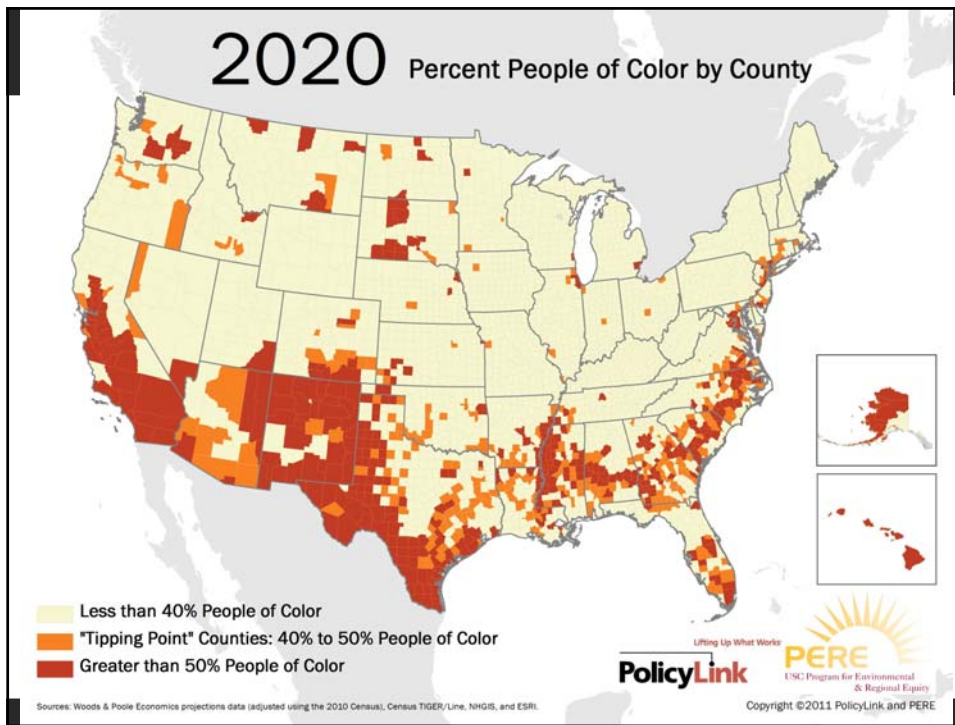 2020 Percent People of Color by County
Less than 40% People of Color
"Tipping Point" Counties: 40% to 50% People of Color
Greater than 50% People of Color
Lifting Up What Works
PolicyLink
PERE
USC Program for Environmental
& Regional Equity
Sources: Woods & Poole Economics projections data (adjusted using the 2010 Census), Census TIGER/Line, NHGIS, and ESRI.
Copyright ©2011 PolicyLink and PERE